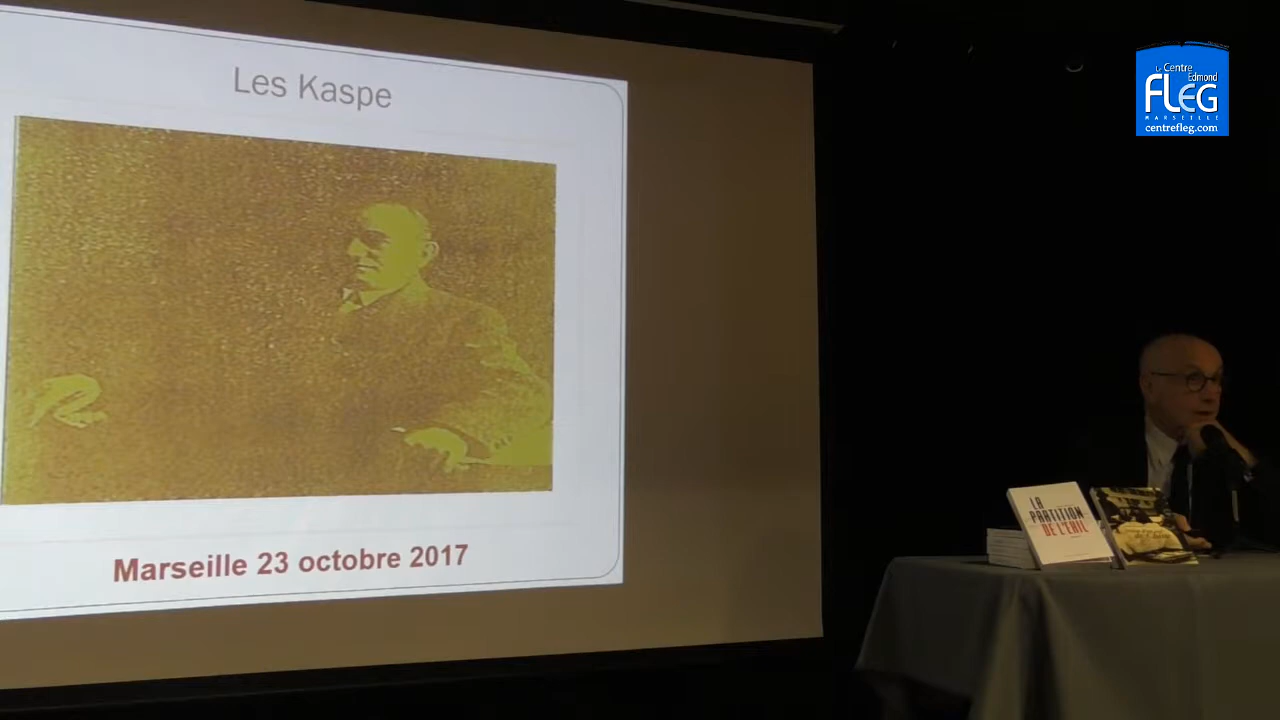 Les Kaspe
Marseille 23 octobre 2017
Le Centre
Edmond
FLEG
MARSEILLE
centrefleg.com
LA
PARTITION
DE L'EXIL